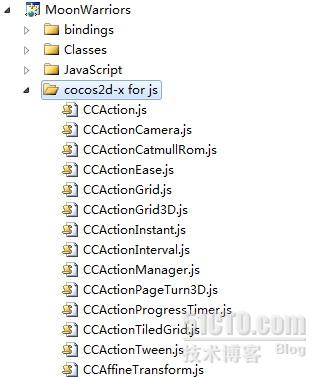 MoonWarriors
bindings
Classes
JavaScript
cocos2d-x for js
CCAction.js
CCActionCamera.js
CCActionCatmullRom.js
CCActionEase.js
CCActionGrid.js
CCActionGrid3D.js
CCActionInstant.js
CCActionInterval.js
CCActionManager.js
CCActionPageTurn3D.js
CCActionProgressTimer.js
CCActionTiledGrid.js
CCActionTween.js
CCAffineTransform.js
51CTO.com
技术博客 Blog